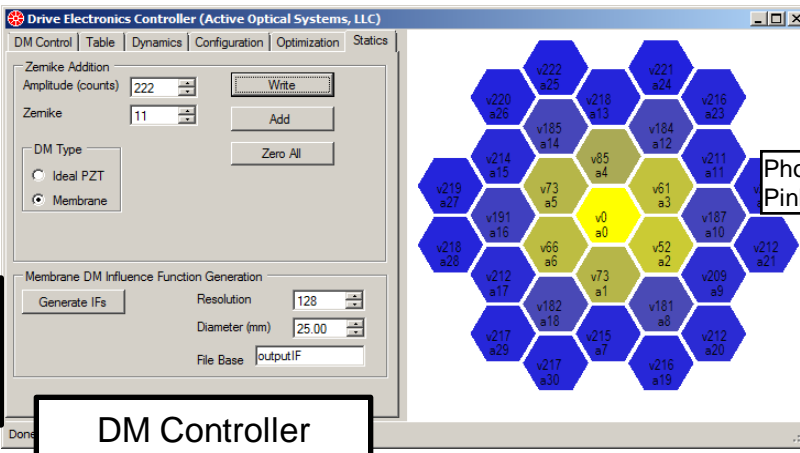 Drive Electronics Controller (Active Optical Systems, LLC)
DM Control Table Dynamics Configuration Optimization Statics
Zernike Addition
Amplitude (counts) 222 Write
Zernike 11 Add
Zero All
DM Type
Ideal PZT
Membrane
Membrane DM Influence Function Generation
Generate IFs Resolution 128
Diameter (mm) 25.00
File Base outputIF
Done
DM Controller
v222
a25
v221
a24
v220
a26
v218
a13
v216
a23
v185
a14
v184
a12
v214
a15
v85
a4
v211
a11
v219
a27
v73
a5
v61
a3
v191
a16
v0
a0
v187
a10
v218
a28
v66
a6
v52
a2
v212
a21
v212
a17
v73
a1
v209
a9
v182
a18
v181
a8
v217
a29
v215
a7
v212
a20
v217
a30
v216
a19
Pho
Pin